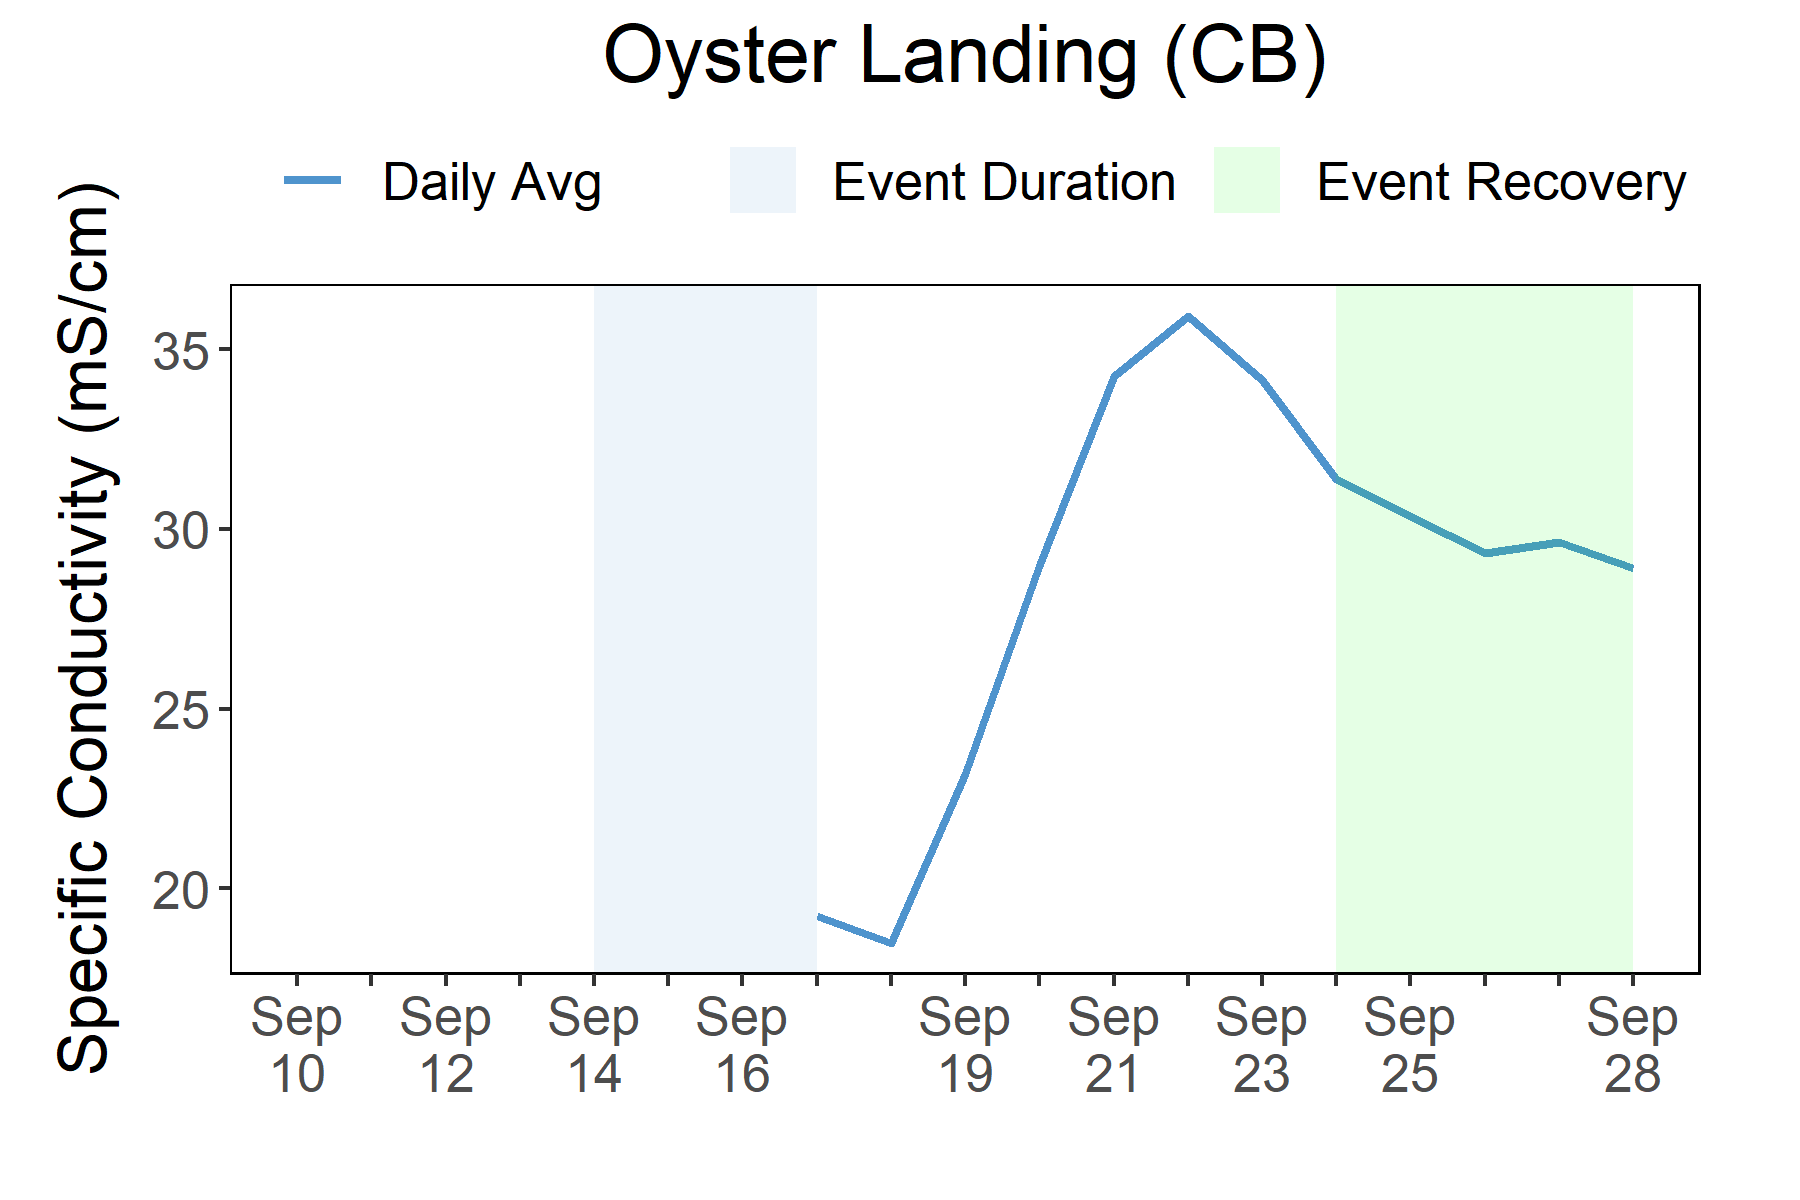 Oyster Landing (CB)
Daily Avg
Event Duration
Event Recovery
Specific Conductivity (mS/cm)
35
30
25
20
Sep
10
Sep
12
Sep
14
Sep
16
Sep
19
Sep
21
Sep
23
Sep
25
Sep
28